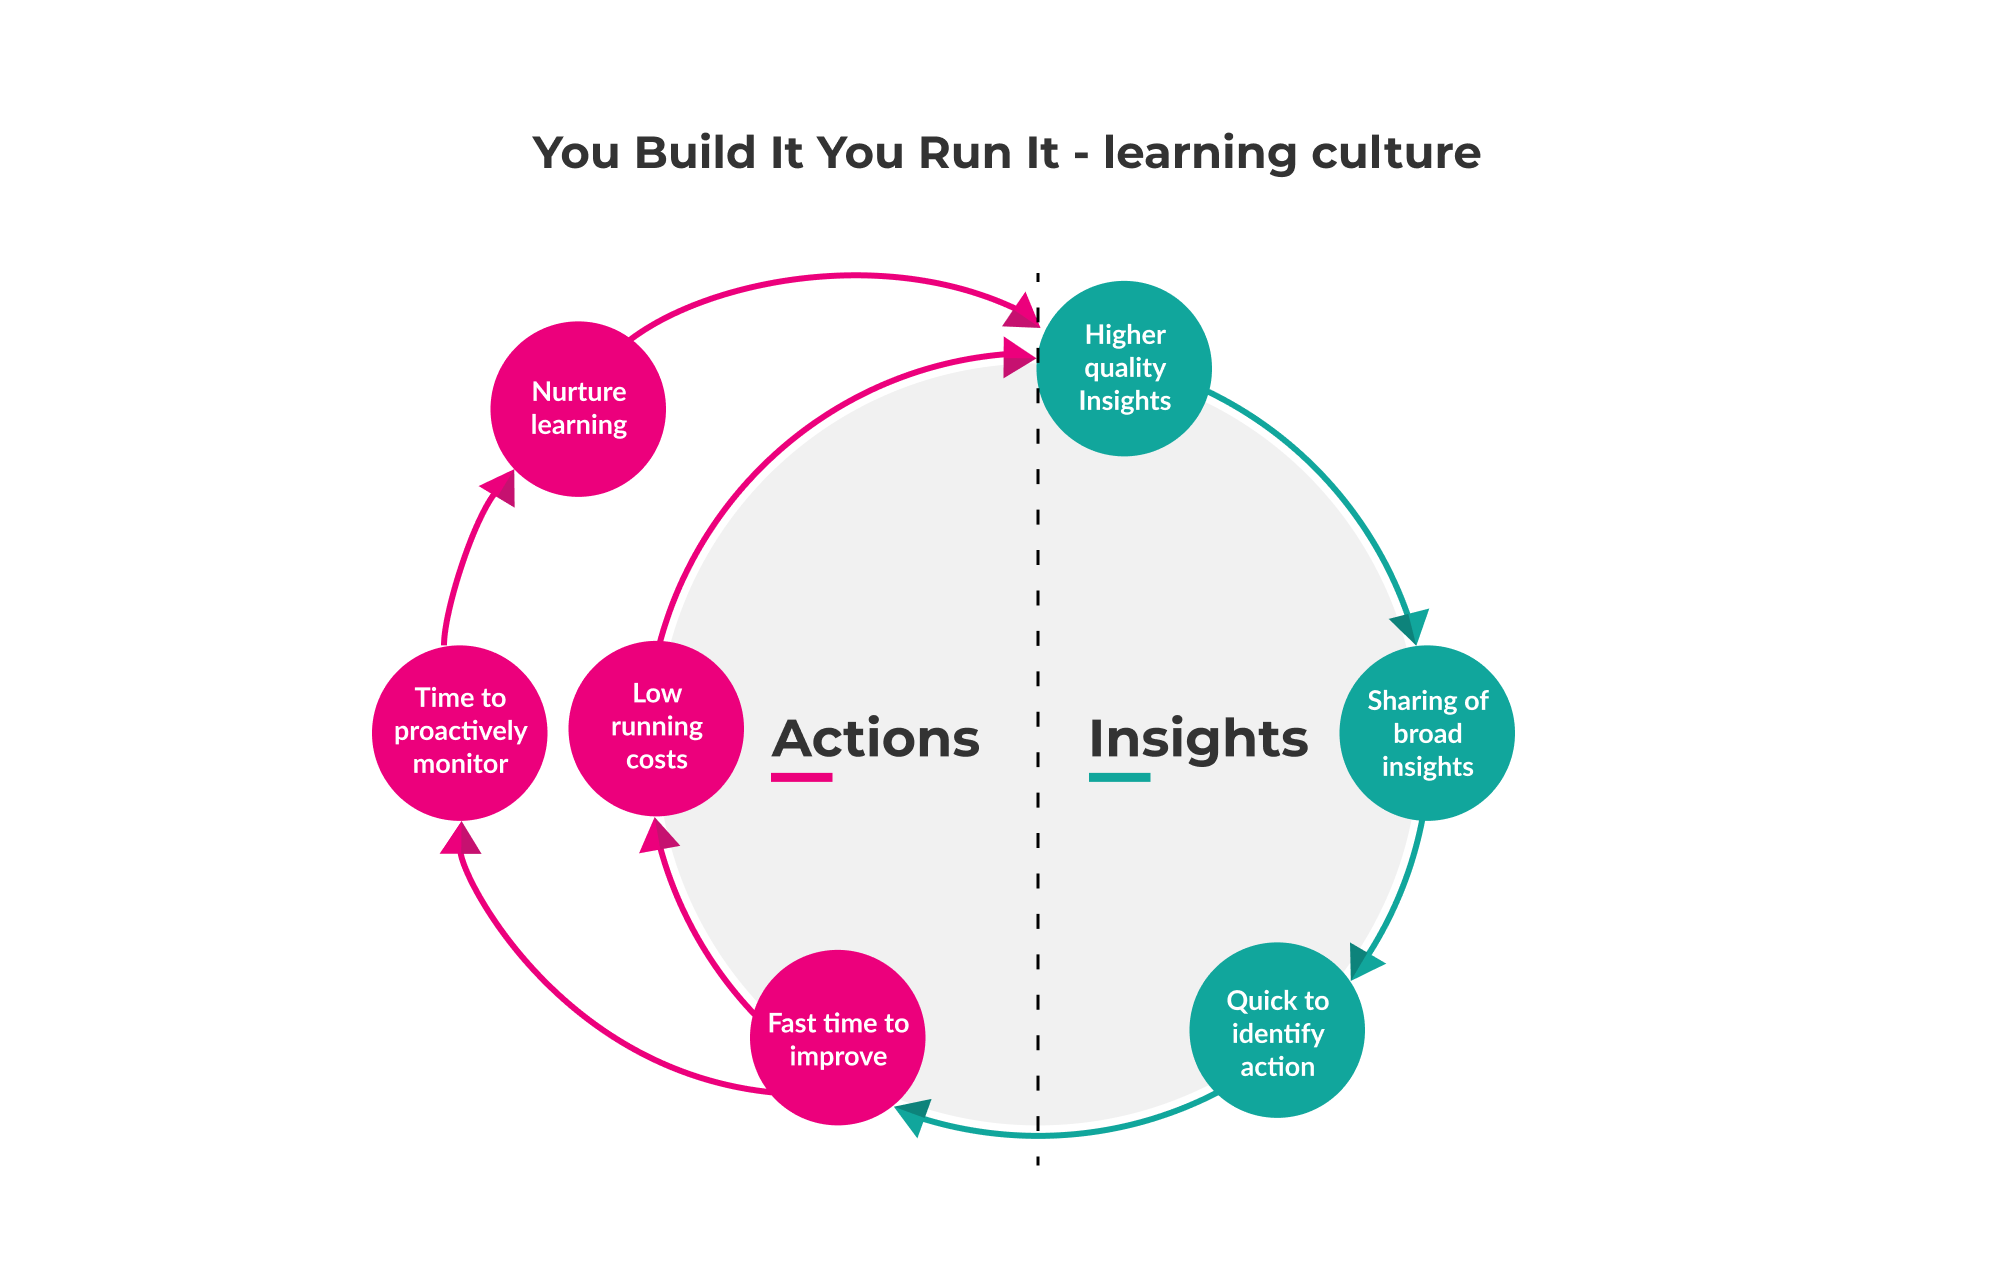 You Build It You Run It - learning culture
Higher
quality
Insights
Nurture
learning
Time to
proactively
monitor
Low
running
costs
Actions
Insights
Sharing of
broad
insights
Fast time to
improve
Quick to
identify
action